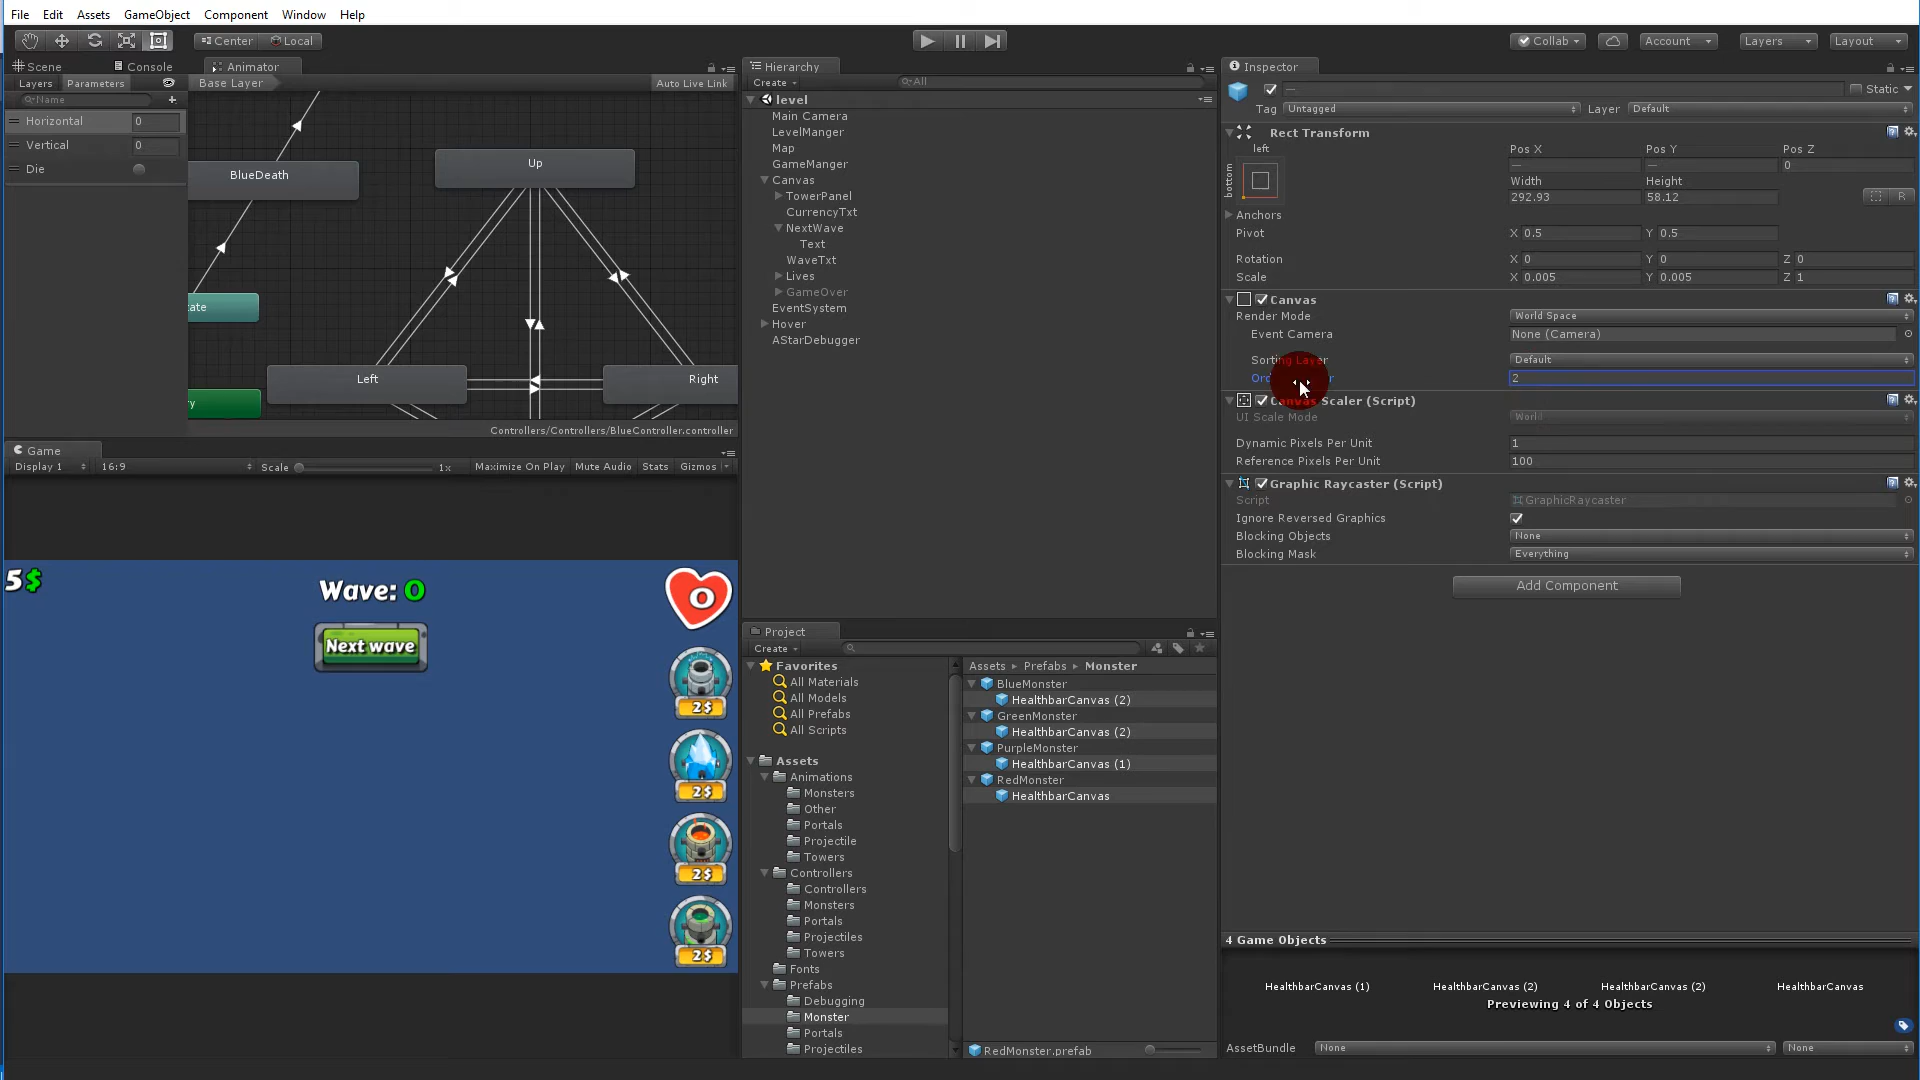 File Edit Assets GameObject Component Window Help
Center Local
Collab Account Layers Layout
Scene Console Animator
Layers Parameters Base Layer Auto Live Link
Name
Horizontal 0
Vertical 0
Die
BlueDeath
Up
ate
Left
Right
ry
Controllers/Controllers/BlueController.controller
Game
Display 1 16:9 Scale 1x Maximize On Play Mute Audio Stats Gizmos
5$
Wave: 0
Next wave
0
2$
2$
2$
2$
Hierarchy
Create All
level
Main Camera
LevelManger
Map
GameManger
Canvas
TowerPanel
CurrencyTxt
NextWave
Text
WaveTxt
Lives
GameOver
EventSystem
Hover
AStarDebugger
Project
Create
Favorites
All Materials
All Models
All Prefabs
All Scripts
Assets
Animations
Monsters
Other
Portals
Projectile
Towers
Controllers
Controllers
Monsters
Portals
Projectiles
Towers
Fonts
Prefabs
Debugging
Monster
Portals
Projectiles
Assets Prefabs Monster
BlueMonster
HealthbarCanvas (2)
GreenMonster
HealthbarCanvas (2)
PurpleMonster
HealthbarCanvas (1)
RedMonster
HealthbarCanvas
RedMonster.prefab
Inspector
— Static
Tag Untagged Layer Default
Rect Transform
left Pos X Pos Y Pos Z
bottom — — 0
Width Height
292.93 58.12
R
Anchors
Pivot X 0.5 Y 0.5
Rotation X 0 Y 0 Z 0
Scale X 0.005 Y 0.005 Z 1
Canvas
Render Mode World Space
Event Camera None (Camera)
Sorting Layer Default
2
Canvas Scaler (Script)
UI Scale Mode World
Dynamic Pixels Per Unit 1
Reference Pixels Per Unit 100
Graphic Raycaster (Script)
Script GraphicRaycaster
Ignore Reversed Graphics
Blocking Objects None
Blocking Mask Everything
Add Component
4 Game Objects
HealthbarCanvas (1) HealthbarCanvas (2) HealthbarCanvas (2) HealthbarCanvas
Previewing 4 of 4 Objects
AssetBundle None None